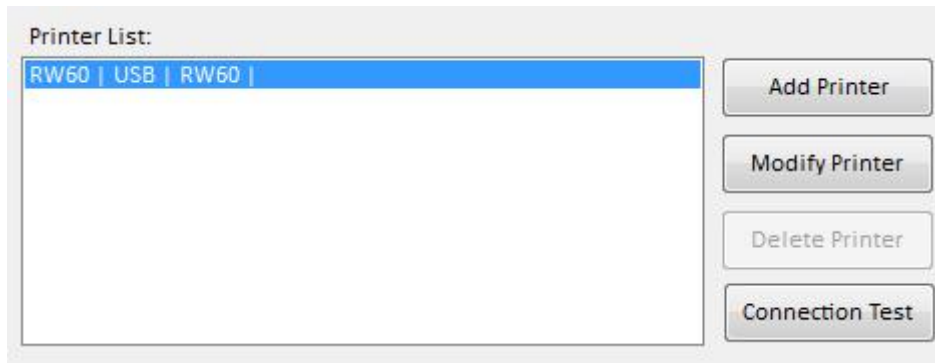 Printer List:
RW60 | USB | RW60 |
Add Printer
Modify Printer
Delete Printer
Connection Test